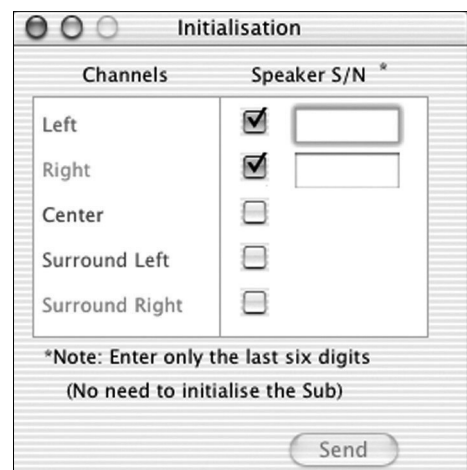 Initialisation
Channels Speaker S/N *
Left
Right
Center
Surround Left
Surround Right
*Note: Enter only the last six digits
(No need to initialise the Sub)
Send